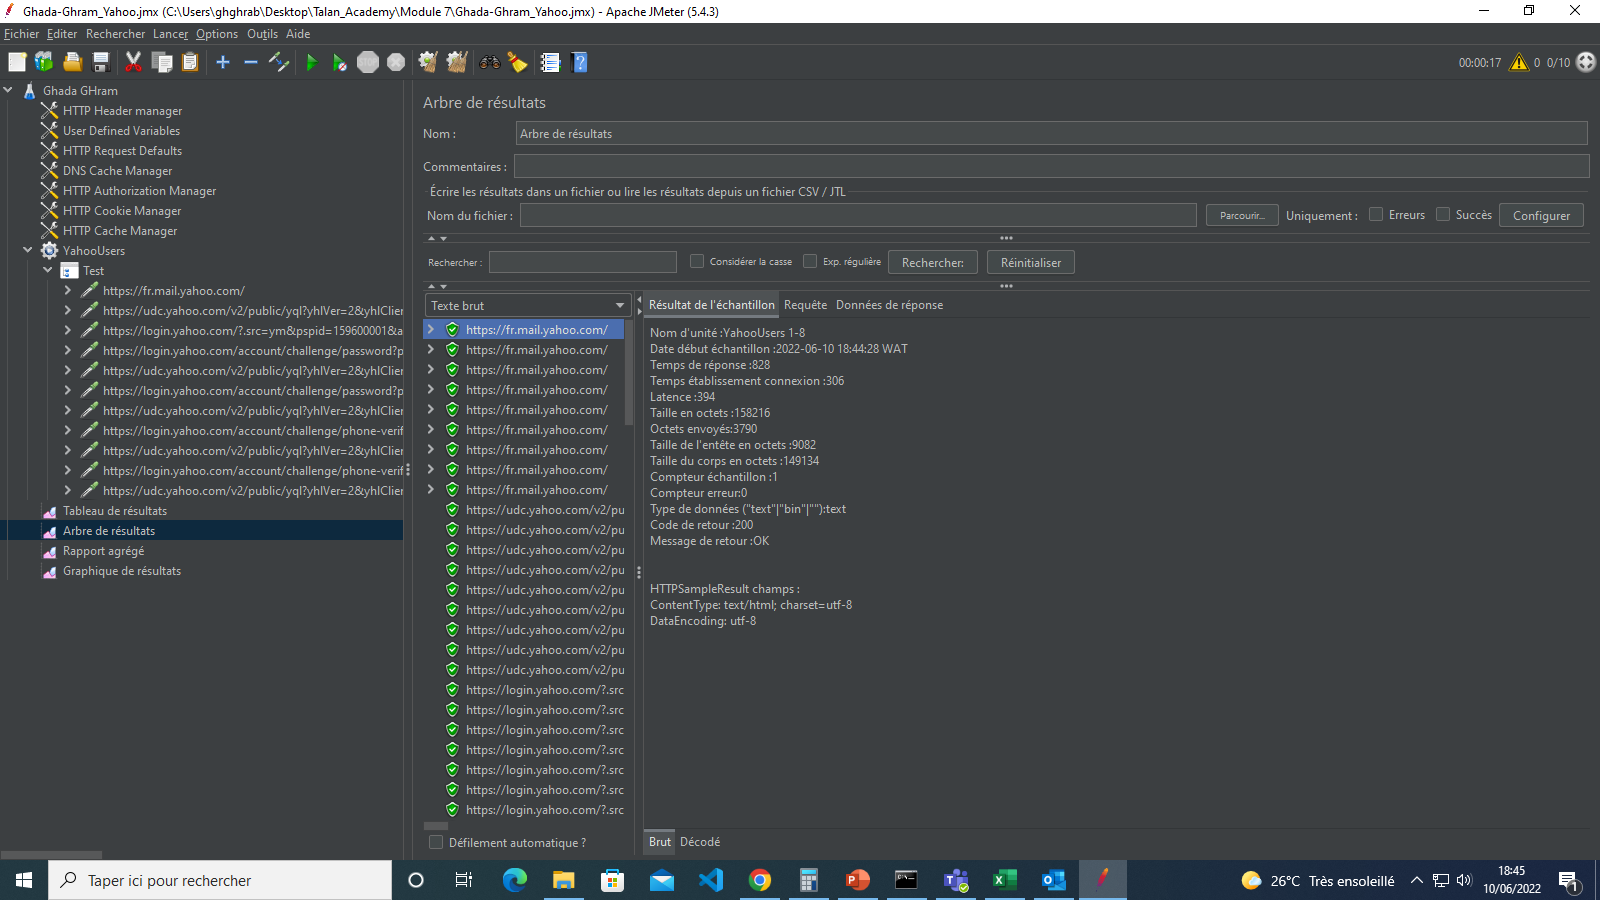 Ghada-Ghram_Yahoo.jmx (C:\Users\ghghrab\Desktop\Talan_Academy\Module 7\Ghada-Ghram_Yahoo.jmx) - Apache JMeter (5.4.3)
Fichier Editer Rechercher Lancer Options Outils Aide
STOP
00:00:17 0 0/10
Ghada GHram
HTTP Header manager
User Defined Variables
HTTP Request Defaults
DNS Cache Manager
HTTP Authorization Manager
HTTP Cookie Manager
HTTP Cache Manager
YahooUsers
Test
https://fr.mail.yahoo.com/
https://udc.yahoo.com/v2/public/yql?yhlVer=2&yhlClien
https://login.yahoo.com/?.src=ym&pspid=159600001&a
https://login.yahoo.com/account/challenge/password?p
https://udc.yahoo.com/v2/public/yql?yhlVer=2&yhlClien
https://login.yahoo.com/account/challenge/password?p
https://udc.yahoo.com/v2/public/yql?yhlVer=2&yhlClien
https://login.yahoo.com/account/challenge/phone-verif
https://udc.yahoo.com/v2/public/yql?yhlVer=2&yhlClien
https://login.yahoo.com/account/challenge/phone-verif
https://udc.yahoo.com/v2/public/yql?yhlVer=2&yhlClien
Tableau de résultats
Arbre de résultats
Rapport agrégé
Graphique de résultats
Arbre de résultats
Nom : Arbre de résultats
Commentaires :
Écrire les résultats dans un fichier ou lire les résultats depuis un fichier CSV / JTL
Nom du fichier : Parcourir... Uniquement : Erreurs Succès Configurer
Rechercher : Considérer la casse Exp. régulière Rechercher: Réinitialiser
Texte brut
https://fr.mail.yahoo.com/
https://fr.mail.yahoo.com/
https://fr.mail.yahoo.com/
https://fr.mail.yahoo.com/
https://fr.mail.yahoo.com/
https://fr.mail.yahoo.com/
https://fr.mail.yahoo.com/
https://fr.mail.yahoo.com/
https://fr.mail.yahoo.com/
https://udc.yahoo.com/v2/pu
https://udc.yahoo.com/v2/pu
https://udc.yahoo.com/v2/pu
https://udc.yahoo.com/v2/pu
https://udc.yahoo.com/v2/pu
https://udc.yahoo.com/v2/pu
https://udc.yahoo.com/v2/pu
https://udc.yahoo.com/v2/pu
https://udc.yahoo.com/v2/pu
https://login.yahoo.com/?.src
https://login.yahoo.com/?.src
https://login.yahoo.com/?.src
https://login.yahoo.com/?.src
https://login.yahoo.com/?.src
https://login.yahoo.com/?.src
https://login.yahoo.com/?.src
Défilement automatique ?
Résultat de l'échantillon Requête Données de réponse
Nom d'unité :YahooUsers 1-8
Date début échantillon :2022-06-10 18:44:28 WAT
Temps de réponse :828
Temps établissement connexion :306
Latence :394
Taille en octets :158216
Octets envoyés:3790
Taille de l'entête en octets :9082
Taille du corps en octets :149134
Compteur échantillon :1
Compteur erreur:0
Type de données ("text"|"bin"|""):text
Code de retour :200
Message de retour :OK
HTTPSampleResult champs :
ContentType: text/html; charset=utf-8
DataEncoding: utf-8
Brut Décodé
Taper ici pour rechercher
26°C Très ensoleillé
18:45
10/06/2022
1